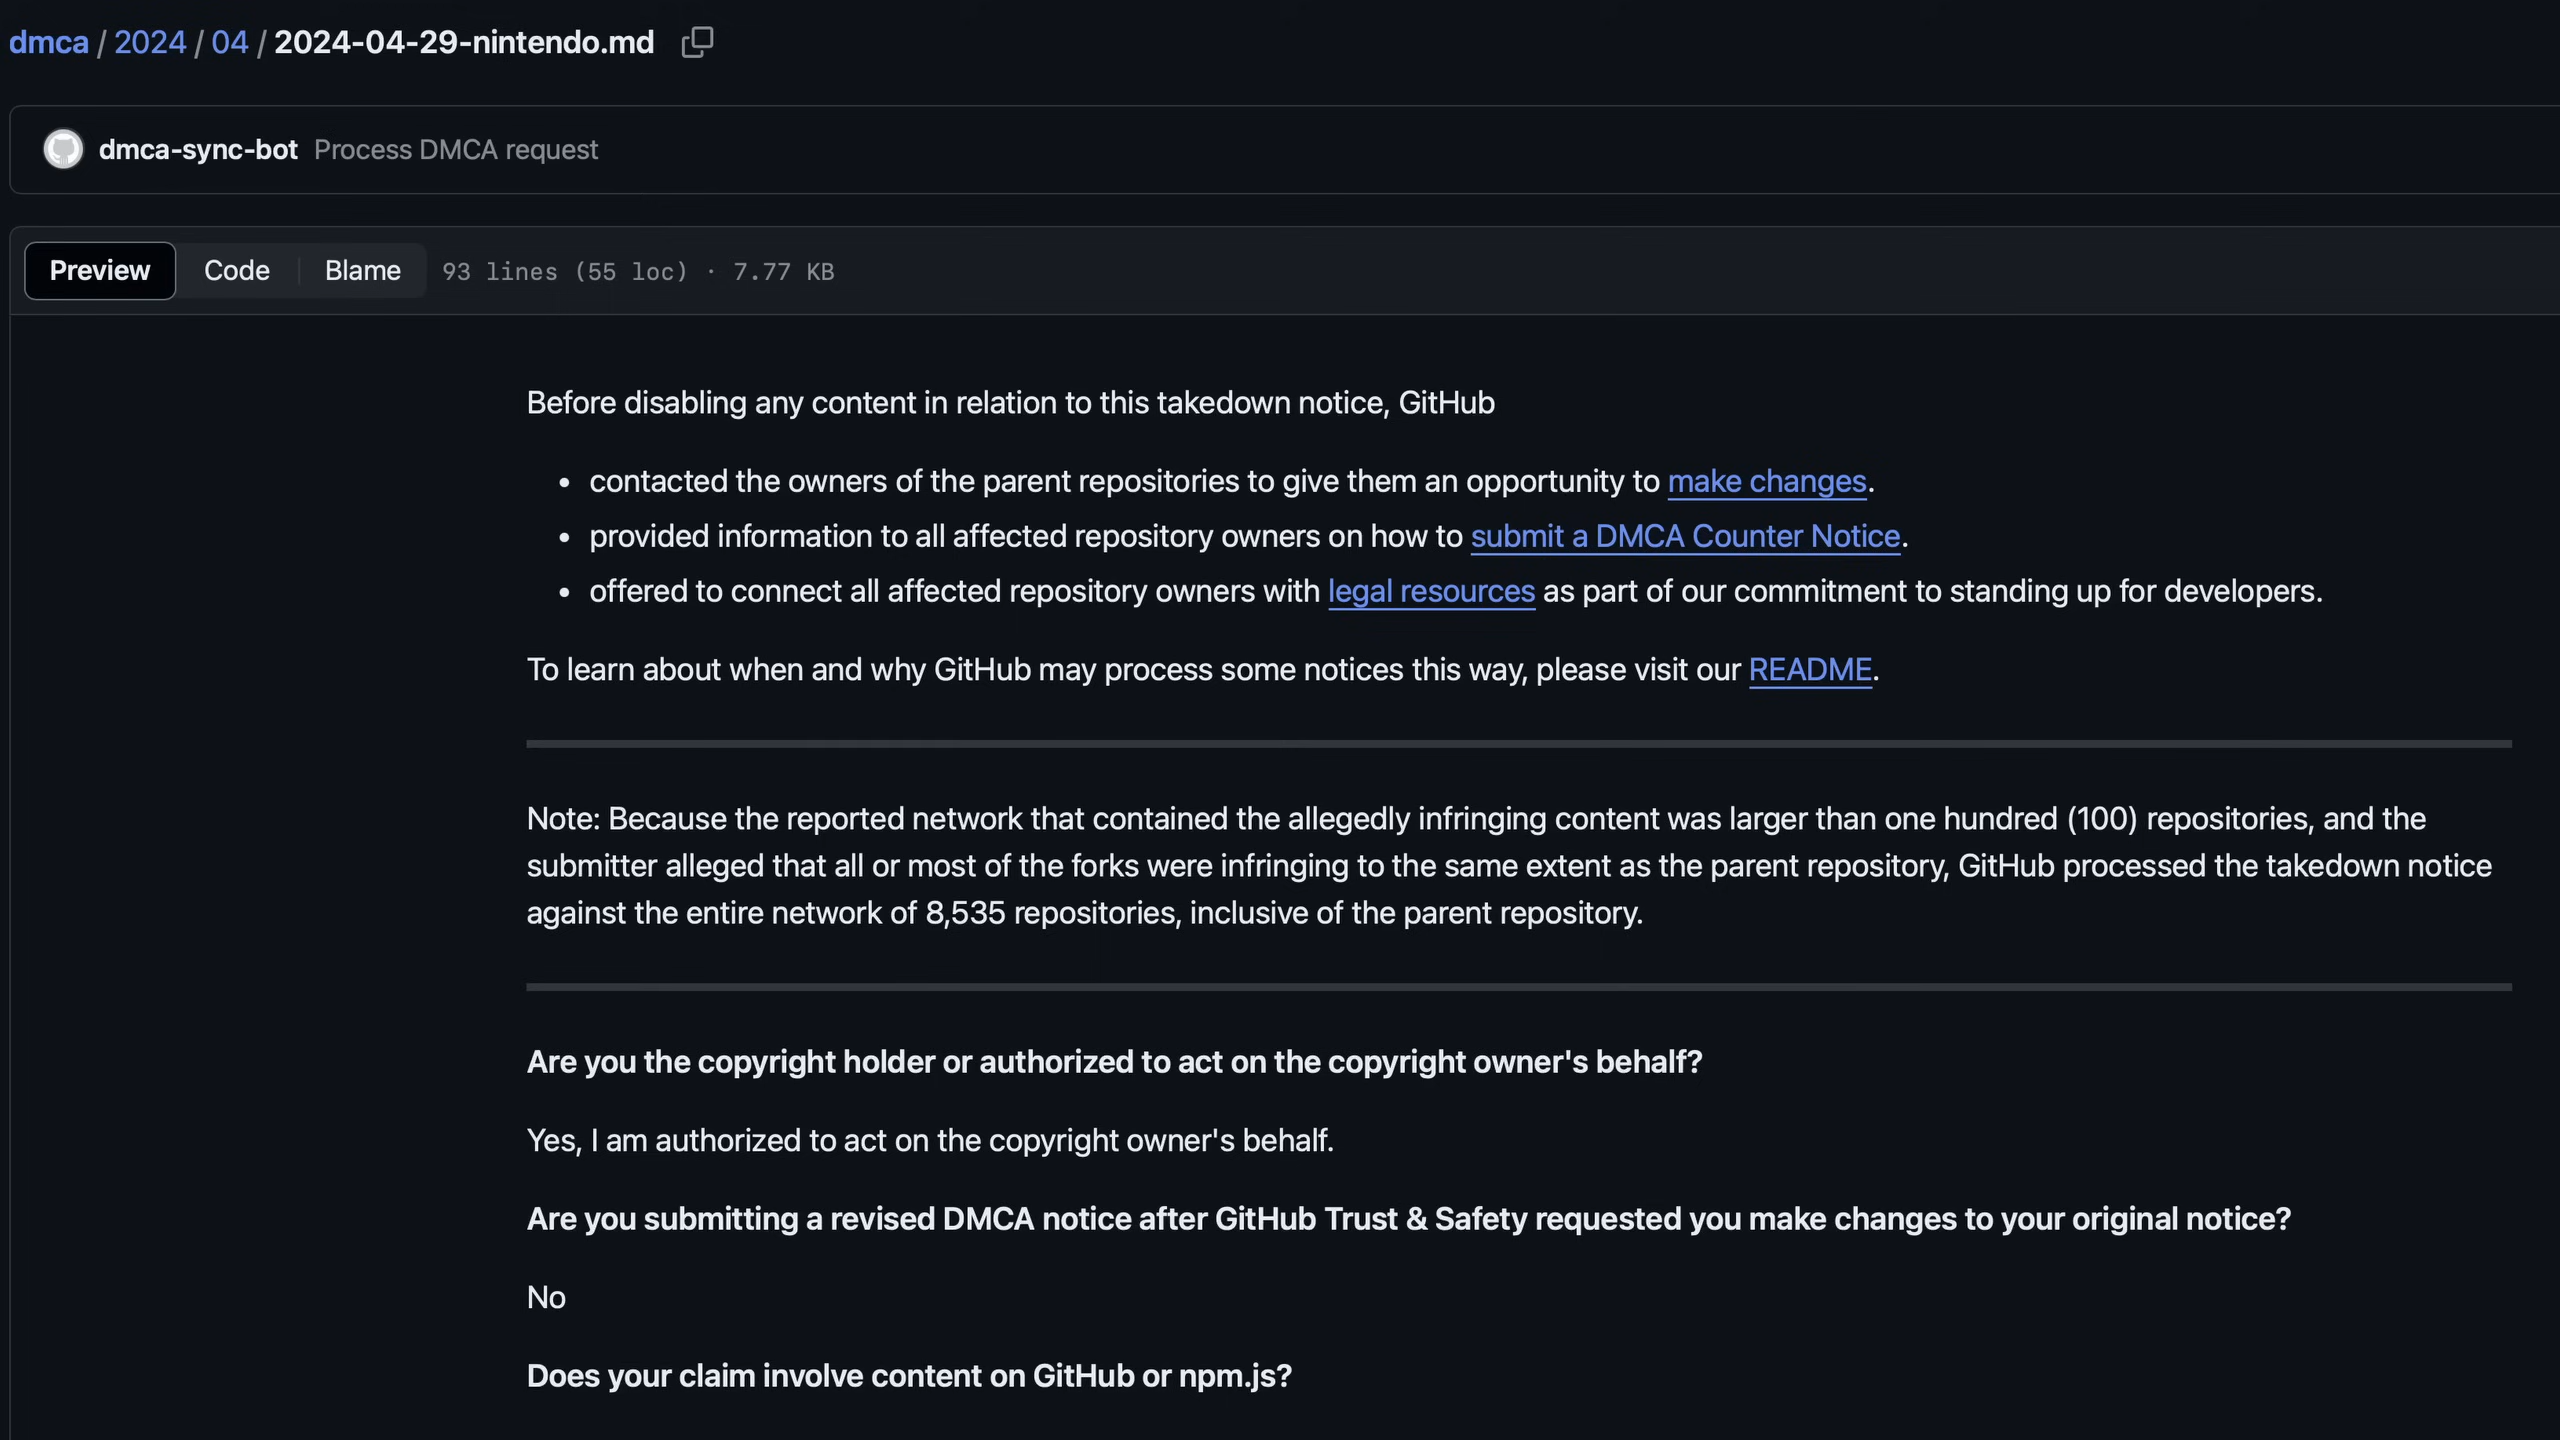 dmca / 2024 / 04 / 2024-04-29-nintendo.md
dmca-sync-bot Process DMCA request
Preview Code Blame 93 lines (55 loc) · 7.77 KB
Before disabling any content in relation to this takedown notice, GitHub
• contacted the owners of the parent repositories to give them an opportunity to make changes.
• provided information to all affected repository owners on how to submit a DMCA Counter Notice.
• offered to connect all affected repository owners with legal resources as part of our commitment to standing up for developers.
To learn about when and why GitHub may process some notices this way, please visit our README.
Note: Because the reported network that contained the allegedly infringing content was larger than one hundred (100) repositories, and the
submitter alleged that all or most of the forks were infringing to the same extent as the parent repository, GitHub processed the takedown notice
against the entire network of 8,535 repositories, inclusive of the parent repository.
Are you the copyright holder or authorized to act on the copyright owner's behalf?
Yes, I am authorized to act on the copyright owner's behalf.
Are you submitting a revised DMCA notice after GitHub Trust & Safety requested you make changes to your original notice?
No
Does your claim involve content on GitHub or npm.js?